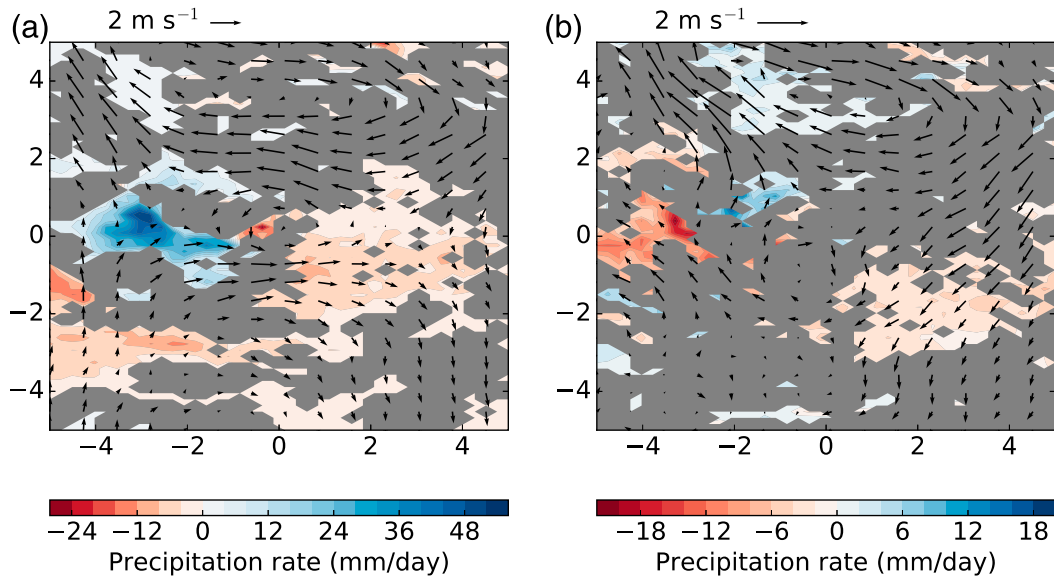 (a) 2 m s⁻¹ (b) 2 m s⁻¹
4 4
2 2
0 0
−2 −2
−4 −4
−4 −2 0 2 4 −4 −2 0 2 4
−24 −12 0 12 24 36 48 −18 −12 −6 0 6 12 18
Precipitation rate (mm/day) Precipitation rate (mm/day)